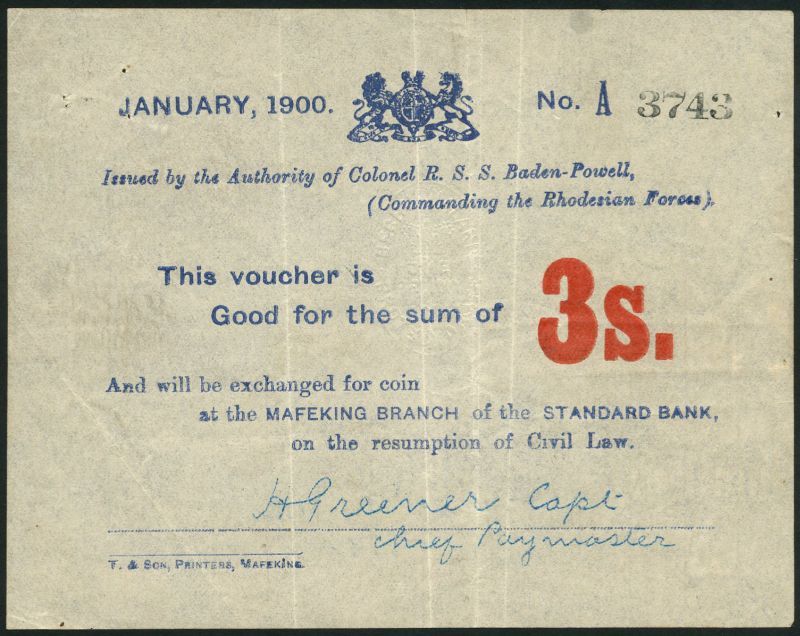 JANUARY, 1900.
No. A 3743
Issued by the Authority of Colonel R. S. S. Baden-Powell,
(Commanding the Rhodesian Forces).
This voucher is
Good for the sum of 3s.
And will be exchanged for coin
at the MAFEKING BRANCH of the STANDARD BANK,
on the resumption of Civil Law.
H Greener Capt
chief Paymaster
T. & SON, PRINTERS, MAFEKING.